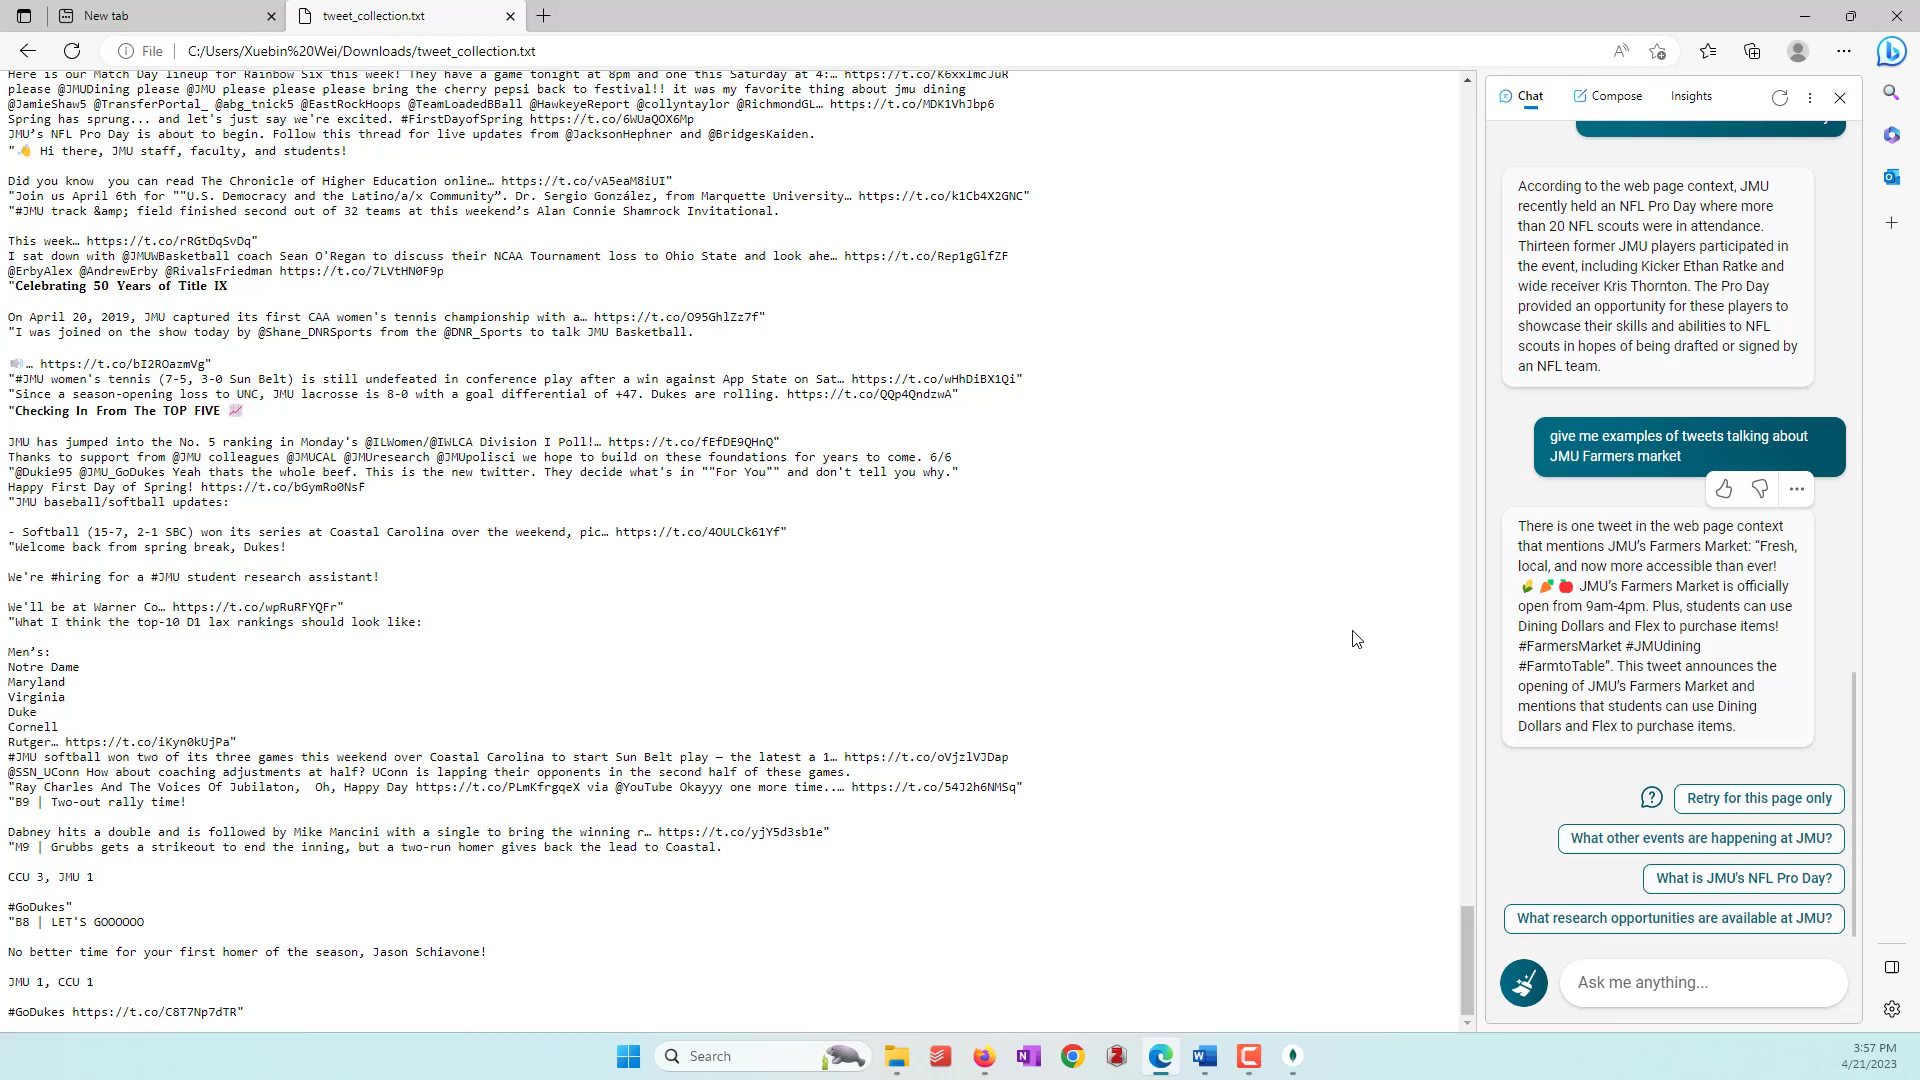 New tab
tweet_collection.txt
File
C:/Users/Xuebin%20Wei/Downloads/tweet_collection.txt
Here is our Match Day lineup for Rainbow Six this week! They have a game tonight at 8pm and one this Saturday at 4:… https://t.co/K6xxImcJuR
please @JMUDining please @JMU please please please bring the cherry pepsi back to festival!! it was my favorite thing about jmu dining
@JamieShaw5 @TransferPortal_ @abg_tnick5 @EastRockHoops @TeamLoadedBBall @HawkeyeReport @collyntaylor @RichmondGL… https://t.co/MDK1VhJbp6
Spring has sprung... and let's just say we're excited. #FirstDayofSpring https://t.co/6WUaQOX6Mp
JMU’s NFL Pro Day is about to begin. Follow this thread for live updates from @JacksonHephner and @BridgesKaiden.
"👋 Hi there, JMU staff, faculty, and students!
Did you know  you can read The Chronicle of Higher Education online… https://t.co/vA5eaM8iUI"
"Join us April 6th for ""U.S. Democracy and the Latino/a/x Community”. Dr. Sergio González, from Marquette University… https://t.co/k1Cb4X2GNC"
"#JMU track &amp; field finished second out of 32 teams at this weekend’s Alan Connie Shamrock Invitational.
This week… https://t.co/rRGtDqSvDq"
I sat down with @JMUWBasketball coach Sean O'Regan to discuss their NCAA Tournament loss to Ohio State and look ahe… https://t.co/Rep1gGlfZF
@ErbyAlex @AndrewErby @RivalsFriedman https://t.co/7LVtHN0F9p
"Celebrating 50 Years of Title IX
On April 20, 2019, JMU captured its first CAA women's tennis championship with a… https://t.co/O95GhlZz7f"
"I was joined on the show today by @Shane_DNRSports from the @DNR_Sports to talk JMU Basketball.
🔊… https://t.co/bI2ROazmVg"
"#JMU women's tennis (7-5, 3-0 Sun Belt) is still undefeated in conference play after a win against App State on Sat… https://t.co/wHhDiBX1Qi"
"Since a season-opening loss to UNC, JMU lacrosse is 8-0 with a goal differential of +47. Dukes are rolling. https://t.co/QQp4QndzwA"
"Checking In From The TOP FIVE 📈
JMU has jumped into the No. 5 ranking in Monday's @ILWomen/@IWLCA Division I Poll!… https://t.co/fEfDE9QHnQ"
Thanks to support from @JMU colleagues @JMUCAL @JMUresearch @JMUpolisci we hope to build on these foundations for years to come. 6/6
"@Dukie95 @JMU_GoDukes Yeah thats the whole beef. This is the new twitter. They decide what's in ""For You"" and don't tell you why."
Happy First Day of Spring! https://t.co/bGymRo0NsF
"JMU baseball/softball updates:
- Softball (15-7, 2-1 SBC) won its series at Coastal Carolina over the weekend, pic… https://t.co/4OULCk61Yf"
"Welcome back from spring break, Dukes!
We're #hiring for a #JMU student research assistant!
We'll be at Warner Co… https://t.co/wpRuRFYQFr"
"What I think the top-10 D1 lax rankings should look like:
Men’s:
Notre Dame
Maryland
Virginia
Duke
Cornell
Rutger… https://t.co/iKyn0kUjPa"
#JMU softball won two of its three games this weekend over Coastal Carolina to start Sun Belt play — the latest a 1… https://t.co/oVjzlVJDap
@SSN_UConn How about coaching adjustments at half? UConn is lapping their opponents in the second half of these games.
"Ray Charles And The Voices Of Jubilaton,  Oh, Happy Day https://t.co/PLmKfrgqeX via @YouTube Okayyy one more time..… https://t.co/54J2h6NMSq"
"B9 | Two-out rally time!
Dabney hits a double and is followed by Mike Mancini with a single to bring the winning r… https://t.co/yjY5d3sb1e"
"M9 | Grubbs gets a strikeout to end the inning, but a two-run homer gives back the lead to Coastal.
CCU 3, JMU 1
#GoDukes"
"B8 | LET'S GOOOOOO
No better time for your first homer of the season, Jason Schiavone!
JMU 1, CCU 1
#GoDukes https://t.co/C8T7Np7dTR"
Chat
Compose
Insights
According to the web page context, JMU
recently held an NFL Pro Day where more
than 20 NFL scouts were in attendance.
Thirteen former JMU players participated in
the event, including Kicker Ethan Ratke and
wide receiver Kris Thornton. The Pro Day
provided an opportunity for these players to
showcase their skills and abilities to NFL
scouts in hopes of being drafted or signed by
an NFL team.
give me examples of tweets talking about
JMU Farmers market
There is one tweet in the web page context
that mentions JMU’s Farmers Market: “Fresh,
local, and now more accessible than ever!
🌽 🥕 🍎 JMU’s Farmers Market is officially
open from 9am-4pm. Plus, students can use
Dining Dollars and Flex to purchase items!
#FarmersMarket #JMUdining
#FarmtoTable”. This tweet announces the
opening of JMU’s Farmers Market and
mentions that students can use Dining
Dollars and Flex to purchase items.
Retry for this page only
What other events are happening at JMU?
What is JMU's NFL Pro Day?
What research opportunities are available at JMU?
Ask me anything...
Search
3:57 PM
4/21/2023